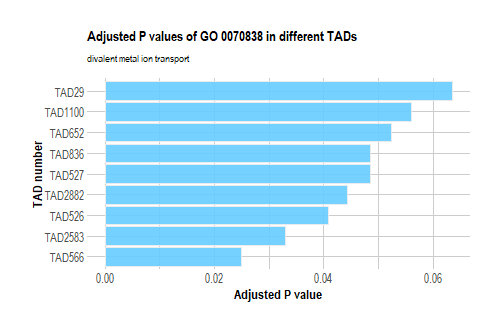 Adjusted P values of GO 0070838 in different TADs
divalent metal ion transport
TAD number
TAD29
TAD1100
TAD652
TAD836
TAD527
TAD2882
TAD526
TAD2583
TAD566
0.00 0.02 0.04 0.06
Adjusted P value